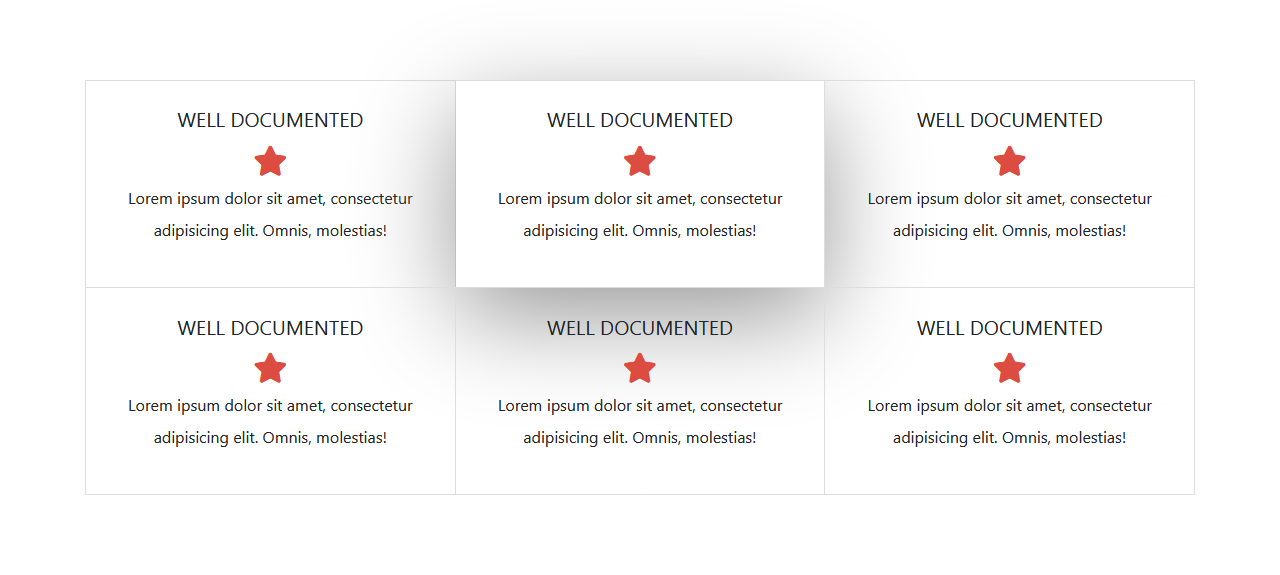 WELL DOCUMENTED
Lorem ipsum dolor sit amet, consectetur
adipisicing elit. Omnis, molestias!
WELL DOCUMENTED
Lorem ipsum dolor sit amet, consectetur
adipisicing elit. Omnis, molestias!
WELL DOCUMENTED
Lorem ipsum dolor sit amet, consectetur
adipisicing elit. Omnis, molestias!
WELL DOCUMENTED
Lorem ipsum dolor sit amet, consectetur
adipisicing elit. Omnis, molestias!
WELL DOCUMENTED
Lorem ipsum dolor sit amet, consectetur
adipisicing elit. Omnis, molestias!
WELL DOCUMENTED
Lorem ipsum dolor sit amet, consectetur
adipisicing elit. Omnis, molestias!